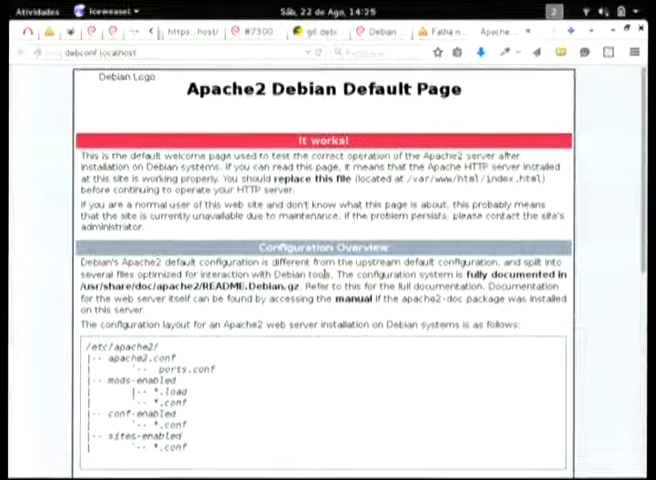 Atividades Iceweasel Sáb, 22 de Ago, 14:25 2
https:.host/ #7300 git.debi. Debian Falha n Apache...
debconf.localhost
Debian Logo
Apache2 Debian Default Page
It works!
This is the default welcome page used to test the correct operation of the Apache2 server after
installation on Debian systems. If you can read this page, it means that the Apache HTTP server installed
at this site is working properly. You should replace this file (located at /var/www/html/index.html)
before continuing to operate your HTTP server.
If you are a normal user of this web site and don't know what this page is about, this probably means
that the site is currently unavailable due to maintenance. If the problem persists, please contact the site's
administrator.
Configuration Overview
Debian's Apache2 default configuration is different from the upstream default configuration, and split into
several files optimized for interaction with Debian tools. The configuration system is fully documented in
/usr/share/doc/apache2/README.Debian.gz. Refer to this for the full documentation. Documentation
for the web server itself can be found by accessing the manual if the apache2-doc package was installed
on this server.
The configuration layout for an Apache2 web server installation on Debian systems is as follows:
/etc/apache2/
|-- apache2.conf
|       `-- ports.conf
|-- mods-enabled
|       |-- *.load
|       `-- *.conf
|-- conf-enabled
|       `-- *.conf
|-- sites-enabled
|       `-- *.conf